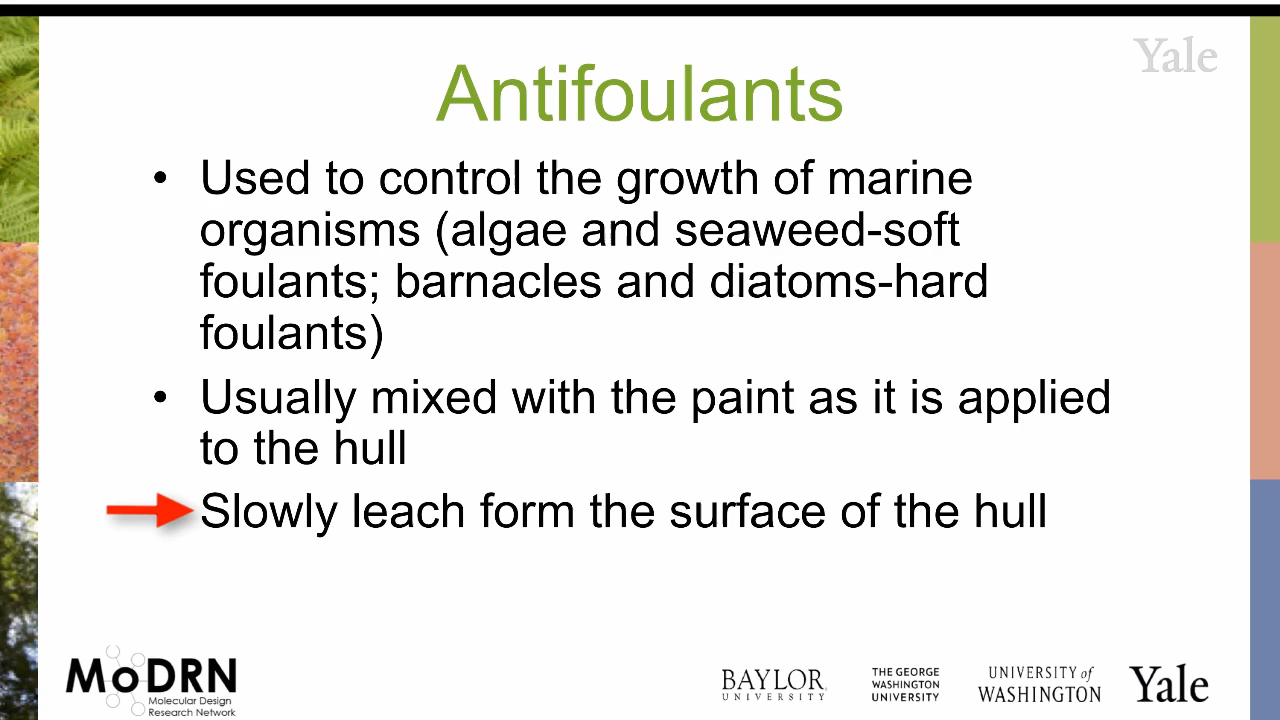 Yale
Antifoulants
• Used to control the growth of marine
organisms (algae and seaweed-soft
foulants; barnacles and diatoms-hard
foulants)
• Usually mixed with the paint as it is applied
to the hull
Slowly leach form the surface of the hull
MoDRN
Molecular Design
Research Network
BAYLOR
UNIVERSITY
THE GEORGE
WASHINGTON
UNIVERSITY
UNIVERSITY of
WASHINGTON
Yale